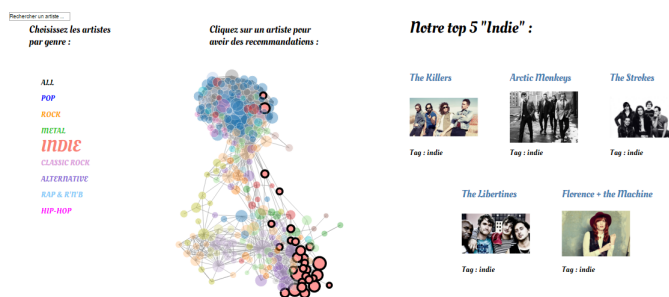 Rechercher un artiste ...
Choisissez les artistes
par genre :
ALL
POP
ROCK
METAL
INDIE
CLASSIC ROCK
ALTERNATIVE
RAP & R'N'B
HIP-HOP
Cliquez sur un artiste pour
avoir des recommandations :
Notre top 5 "Indie" :
The Killers
Arctic Monkeys
The Strokes
Tag : indie
Tag : indie
Tag : indie
The Libertines
Florence + the Machine
Tag : indie
Tag : indie